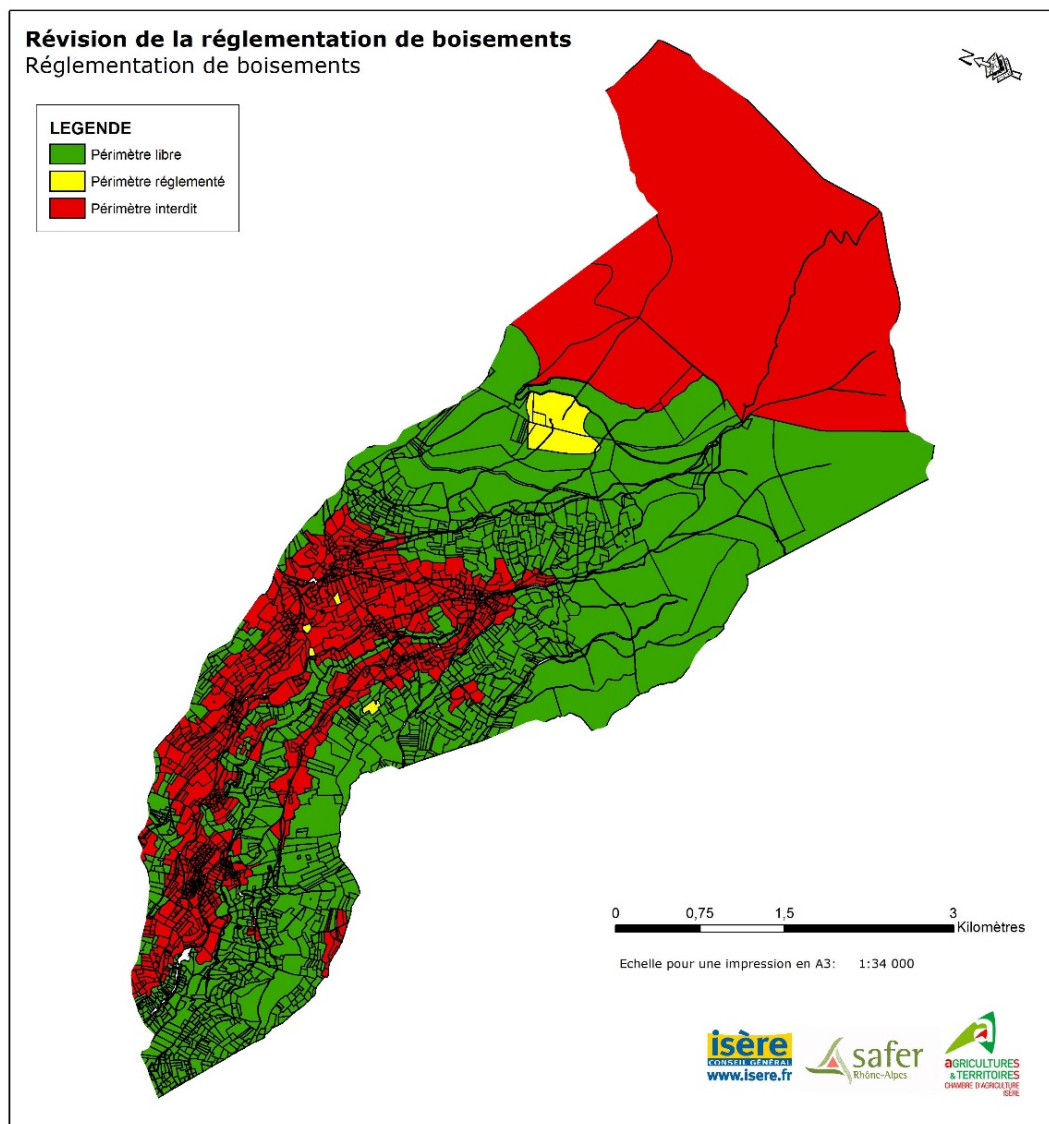 Révision de la réglementation de boisements
Réglementation de boisements
N
LEGENDE
Périmètre libre
Périmètre réglementé
Périmètre interdit
0 0,75 1,5 3
Kilomètres
Echelle pour une impression en A3: 1:34 000
isère
CONSEIL GÉNÉRAL
www.isere.fr
safer
Rhône-Alpes
aGRICULTURES
& TERRITOIRES
CHAMBRE D'AGRICULTURE
ISÈRE